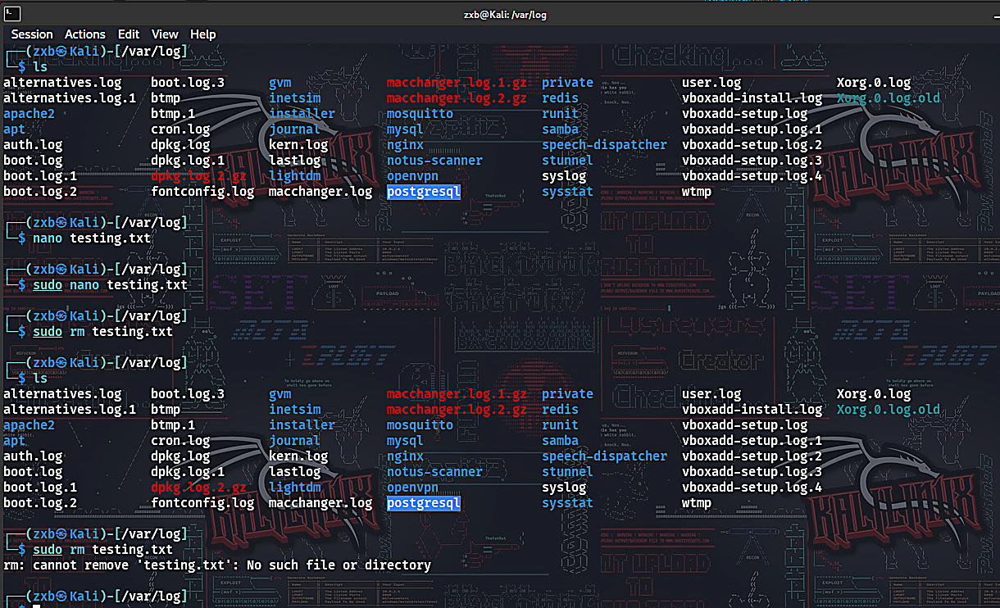 zxb@Kali: /var/log
Session Actions Edit View Help
┌──(zxb㉿Kali)-[/var/log]
└─$ ls
alternatives.log boot.log.3 gvm macchanger.log.1.gz private user.log Xorg.0.log
alternatives.log.1 btmp inetsim macchanger.log.2.gz redis vboxadd-install.log Xorg.0.log.old
apache2 btmp.1 installer mosquitto runit vboxadd-setup.log
apt cron.log journal mysql samba vboxadd-setup.log.1
auth.log dpkg.log kern.log nginx speech-dispatcher vboxadd-setup.log.2
boot.log dpkg.log.1 lastlog notus-scanner stunnel vboxadd-setup.log.3
boot.log.1 dpkg.log.2.gz lightdm openvpn syslog vboxadd-setup.log.4
boot.log.2 fontconfig.log macchanger.log postgresql sysstat wtmp
┌──(zxb㉿Kali)-[/var/log]
└─$ nano testing.txt
┌──(zxb㉿Kali)-[/var/log]
└─$ sudo nano testing.txt
┌──(zxb㉿Kali)-[/var/log]
└─$ sudo rm testing.txt
┌──(zxb㉿Kali)-[/var/log]
└─$ ls
alternatives.log boot.log.3 gvm macchanger.log.1.gz private user.log Xorg.0.log
alternatives.log.1 btmp inetsim macchanger.log.2.gz redis vboxadd-install.log Xorg.0.log.old
apache2 btmp.1 installer mosquitto runit vboxadd-setup.log
apt cron.log journal mysql samba vboxadd-setup.log.1
auth.log dpkg.log kern.log nginx speech-dispatcher vboxadd-setup.log.2
boot.log dpkg.log.1 lastlog notus-scanner stunnel vboxadd-setup.log.3
boot.log.1 dpkg.log.2.gz lightdm openvpn syslog vboxadd-setup.log.4
boot.log.2 fontconfig.log macchanger.log postgresql sysstat wtmp
┌──(zxb㉿Kali)-[/var/log]
└─$ sudo rm testing.txt
rm: cannot remove 'testing.txt': No such file or directory
┌──(zxb㉿Kali)-[/var/log]